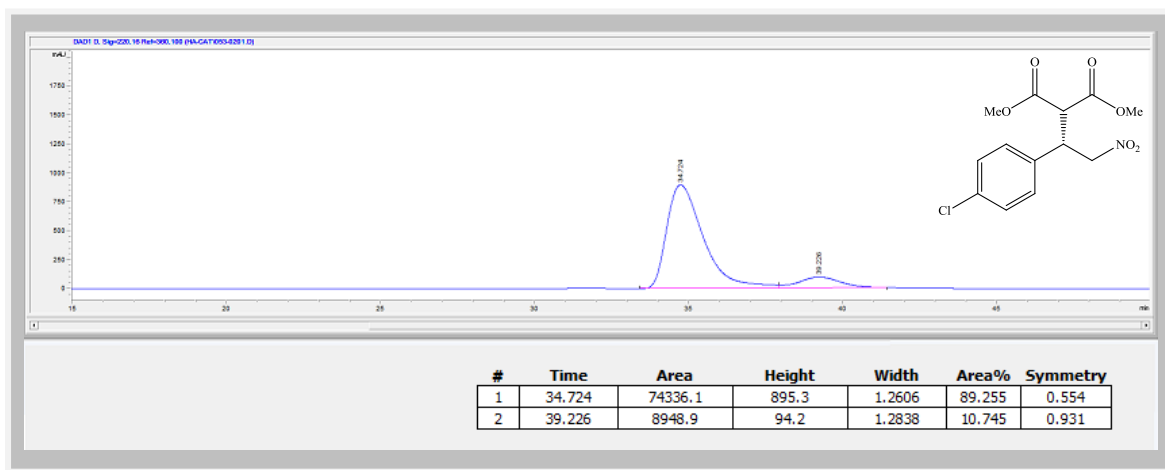 DAD1 D, Sig=220,16 Ref=360,100 (HA-CAT\053-0201.D)
mAU
1750
1500
1250
1000
750
500
250
0
34.724
39.226
15
20
25
30
35
40
45
min
O
O
MeO
OMe
NO2
Cl
# Time Area Height Width Area% Symmetry
1 34.724 74336.1 895.3 1.2606 89.255 0.554
2 39.226 8948.9 94.2 1.2838 10.745 0.931